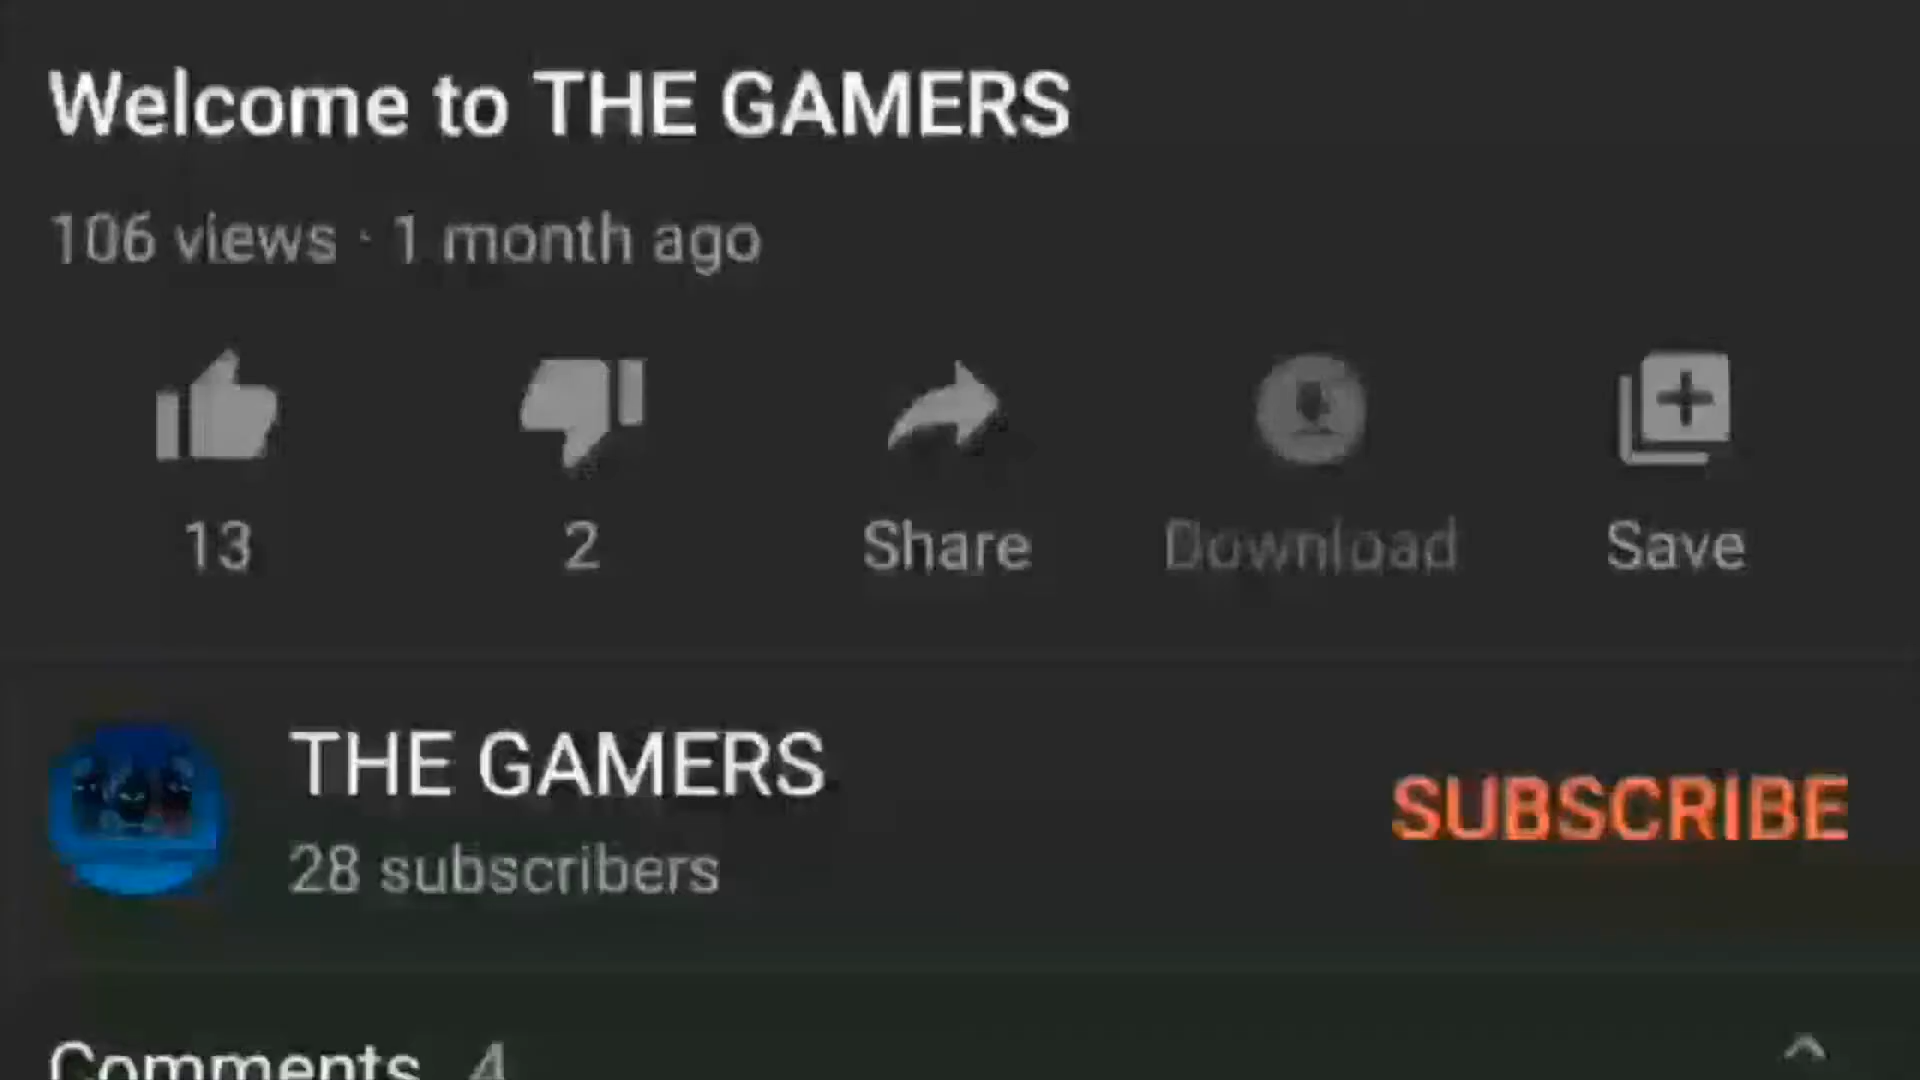 Welcome to THE GAMERS
106 views · 1 month ago
13 2 Share Download Save
THE GAMERS
28 subscribers
SUBSCRIBE
Comments 4